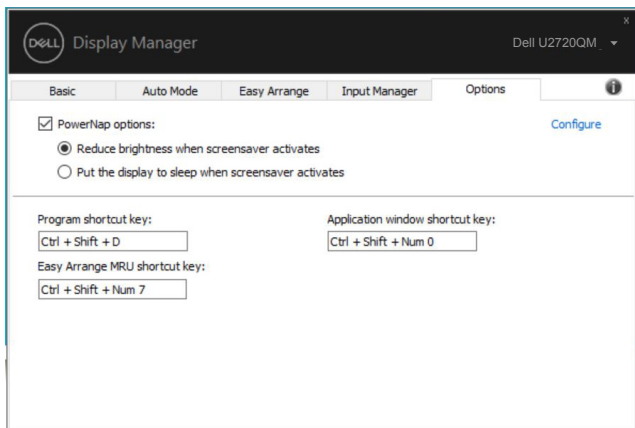 x
DELL Display Manager
Dell U2720QM_
Basic Auto Mode Easy Arrange Input Manager Options i
PowerNap options:
Configure
Reduce brightness when screensaver activates
Put the display to sleep when screensaver activates
Program shortcut key:
Application window shortcut key:
Ctrl + Shift + D
Ctrl + Shift + Num 0
Easy Arrange MRU shortcut key:
Ctrl + Shift + Num 7